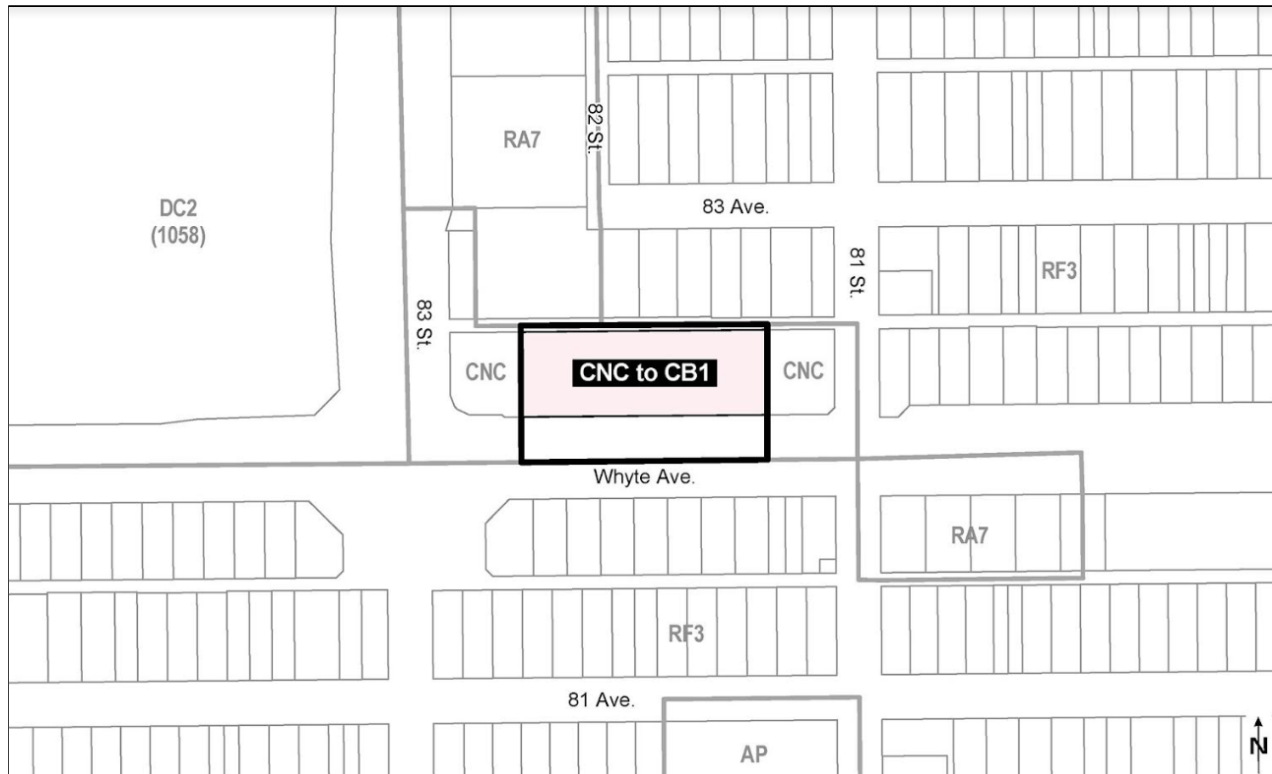 82 St.
RA7
DC2
(1058)
83 Ave.
81 St.
RF3
83 St.
CNC
CNC to CB1
CNC
Whyte Ave.
RA7
RF3
81 Ave.
AP
N